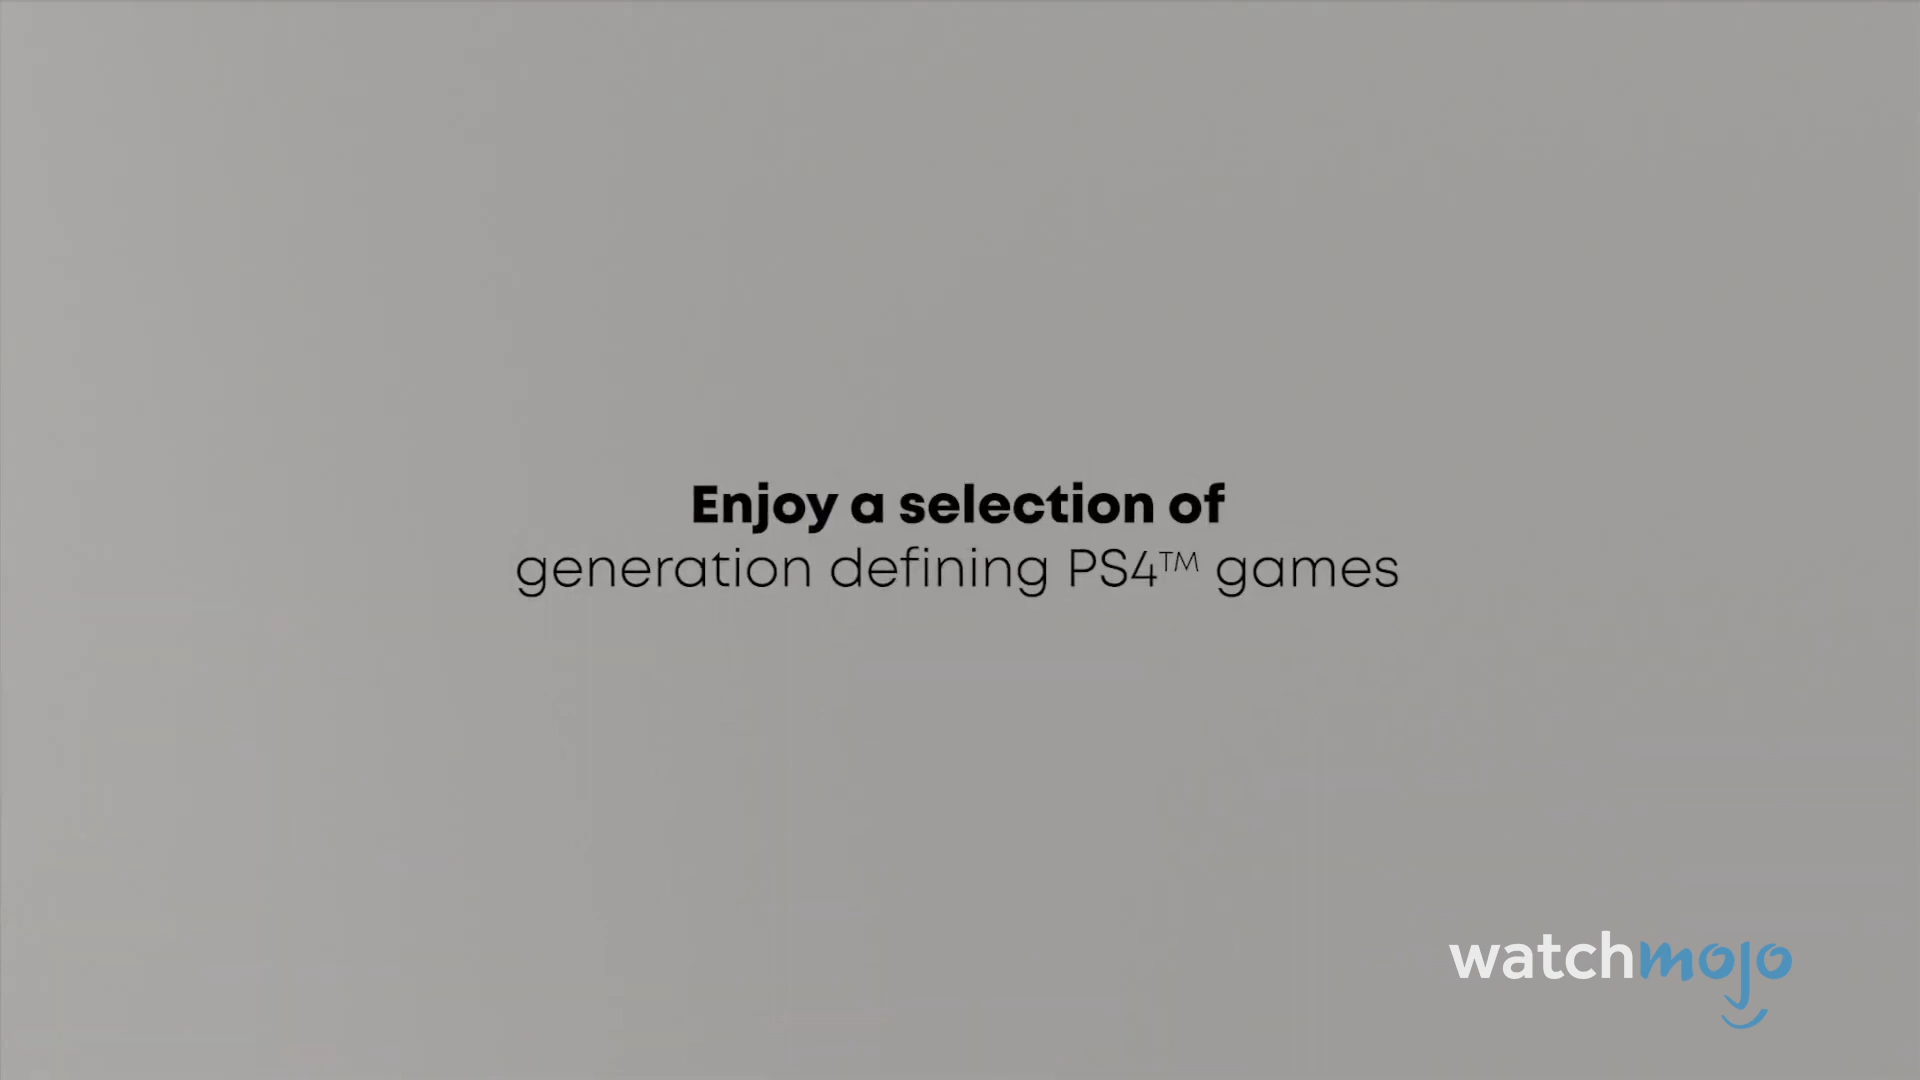 Enjoy a selection of
generation defining PS4™ games
watchmojo